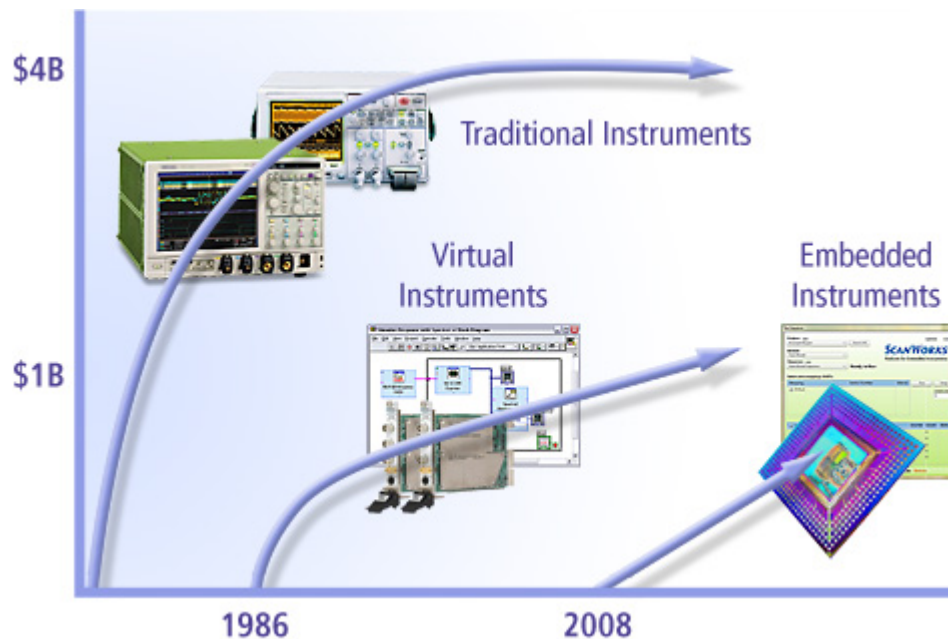 $4B
Traditional Instruments
Virtual
Instruments
Embedded
Instruments
SCANWORKS
$1B
1986
2008